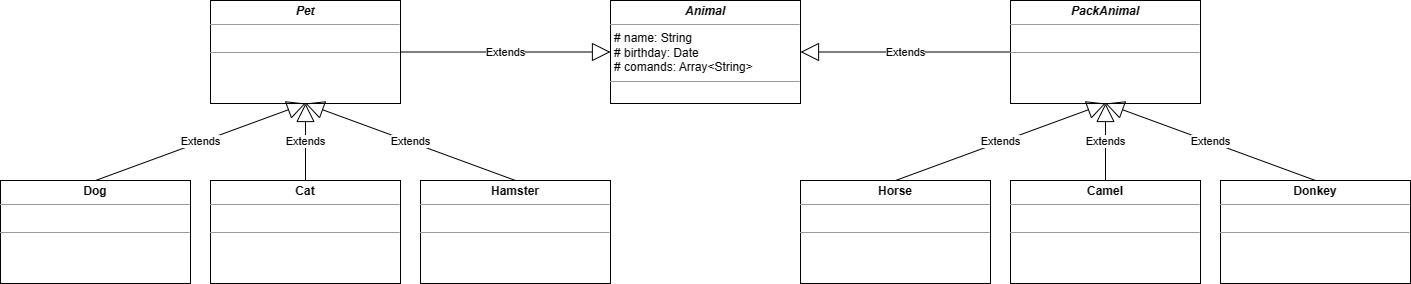 Pet
Animal
PackAnimal
# name: String
# birthday: Date
# comands: Array<String>
Extends
Extends
Extends
Extends
Extends
Extends
Extends
Extends
Dog
Cat
Hamster
Horse
Camel
Donkey